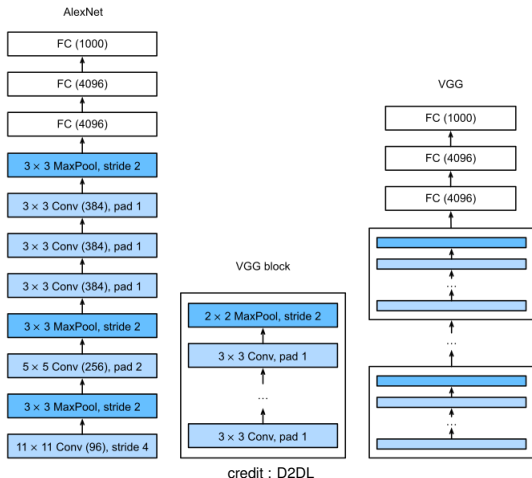 AlexNet
FC (1000)
FC (4096)
FC (4096)
3 × 3 MaxPool, stride 2
3 × 3 Conv (384), pad 1
3 × 3 Conv (384), pad 1
3 × 3 Conv (384), pad 1
3 × 3 MaxPool, stride 2
5 × 5 Conv (256), pad 2
3 × 3 MaxPool, stride 2
11 × 11 Conv (96), stride 4
VGG block
2 × 2 MaxPool, stride 2
3 × 3 Conv, pad 1
...
3 × 3 Conv, pad 1
VGG
FC (1000)
FC (4096)
FC (4096)
...
...
...
credit : D2DL